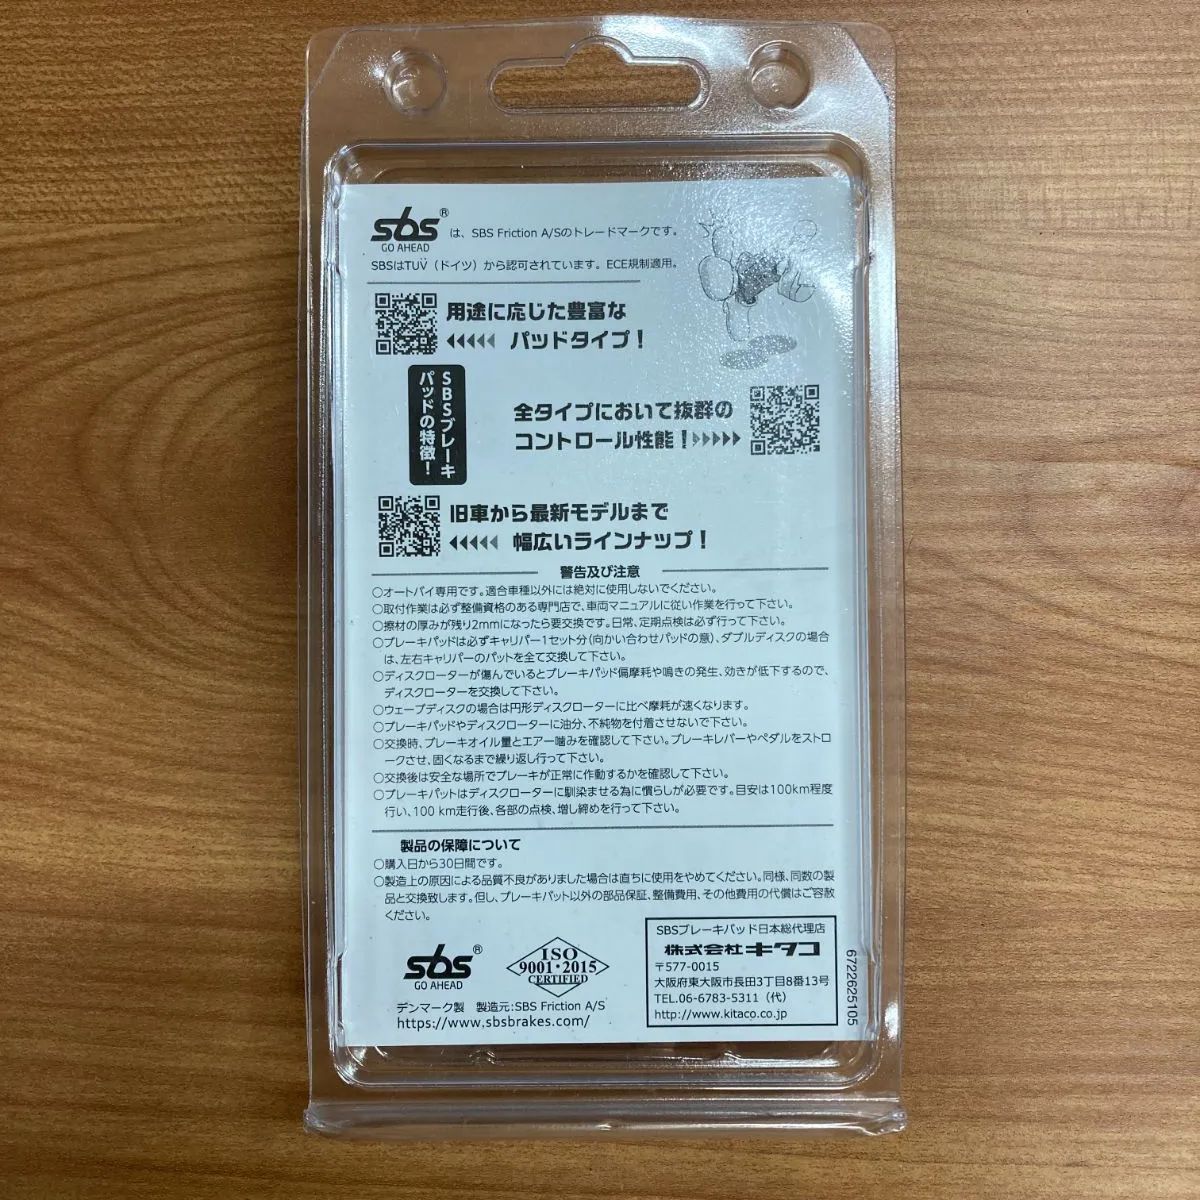 sbs®
GO AHEAD
は、SBS Friction A/Sのトレードマークです。
SBSはTÜV（ドイツ）から認可されています。ECE規制適用。
用途に応じた豊富な
パッドタイプ！
SBSブレーキ
パッドの特徴！
全タイプにおいて抜群の
コントロール性能！
旧車から最新モデルまで
幅広いラインナップ！
警告及び注意
○オートバイ専用です。適合車種以外には絶対に使用しないでください。
○取付作業は必ず整備資格のある専門店で、車両マニュアルに従い作業を行って下さい。
○擦材の厚みが残り2mmになったら要交換です。日常、定期点検は必ず行って下さい。
○ブレーキパッドは必ずキャリパー1セット分(向かい合わせパッドの意)、ダブルディスクの場合
は、左右キャリパーのパットを全て交換して下さい。
○ディスクローターが傷んでいるとブレーキパッド偏摩耗や鳴きの発生、効きが低下するので、
ディスクローターを交換して下さい。
○ウェーブディスクの場合は円形ディスクローターに比べ摩耗が速くなります。
○ブレーキパッドやディスクローターに油分、不純物を付着させないで下さい。
○交換時、ブレーキオイル量とエアー噛みを確認して下さい。ブレーキレバーやペダルをストロ
ークさせ、固くなるまで繰り返し行って下さい。
○交換後は安全な場所でブレーキが正常に作動するかを確認して下さい。
○ブレーキパットはディスクローターに馴染ませる為に慣らしが必要です。目安は100km程度
行い、100 km走行後、各部の点検、増し締めを行って下さい。
製品の保障について
○購入日から30日間です。
○製造上の原因による品質不良がありました場合は直ちに使用をやめてください。同様、同数の製
品と交換致します。但し、ブレーキパット以外の部品保証、整備費用、その他費用の代償はご容赦
ください。
sbs®
GO AHEAD
ISO
9001・2015
CERTIFIED
デンマーク製　製造元:SBS Friction A/S
https://www.sbsbrakes.com/
SBSブレーキパッド日本総代理店
株式会社キタコ
〒577-0015
大阪府東大阪市長田3丁目8番13号
TEL.06-6783-5311（代）
http://www.kitaco.co.jp
6722625105